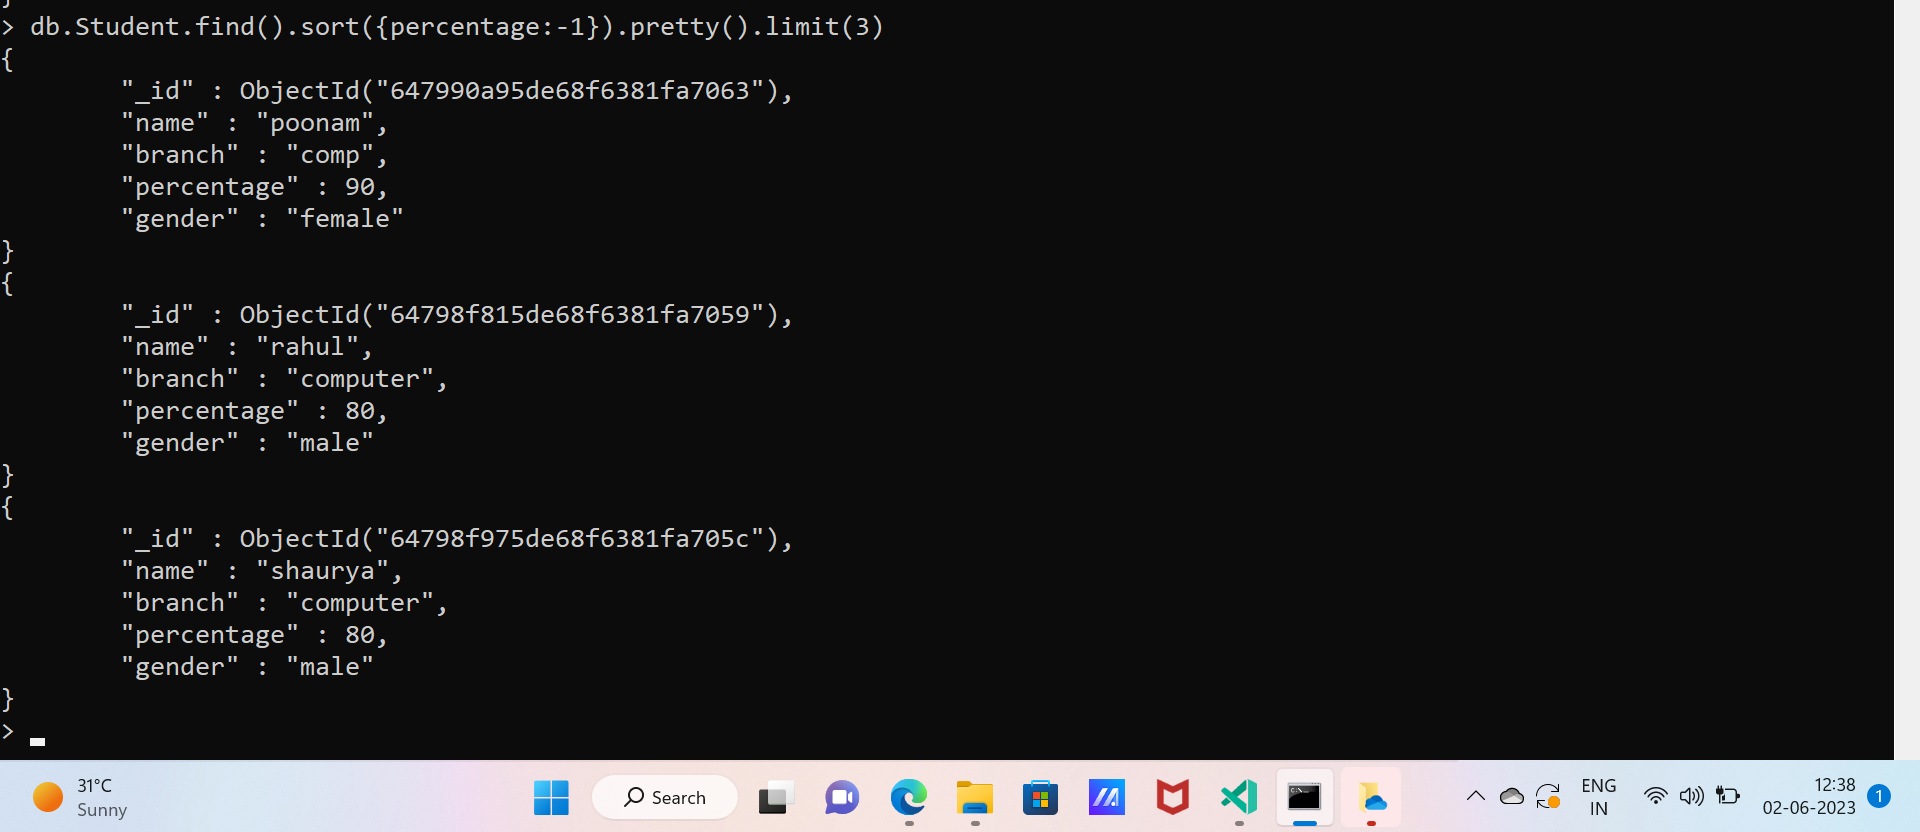 }
> db.Student.find().sort({percentage:-1}).pretty().limit(3)
{
        "_id" : ObjectId("647990a95de68f6381fa7063"),
        "name" : "poonam",
        "branch" : "comp",
        "percentage" : 90,
        "gender" : "female"
}
{
        "_id" : ObjectId("64798f815de68f6381fa7059"),
        "name" : "rahul",
        "branch" : "computer",
        "percentage" : 80,
        "gender" : "male"
}
{
        "_id" : ObjectId("64798f975de68f6381fa705c"),
        "name" : "shaurya",
        "branch" : "computer",
        "percentage" : 80,
        "gender" : "male"
}
>
31°C
Sunny
Search
ENG
IN
12:38
02-06-2023
1